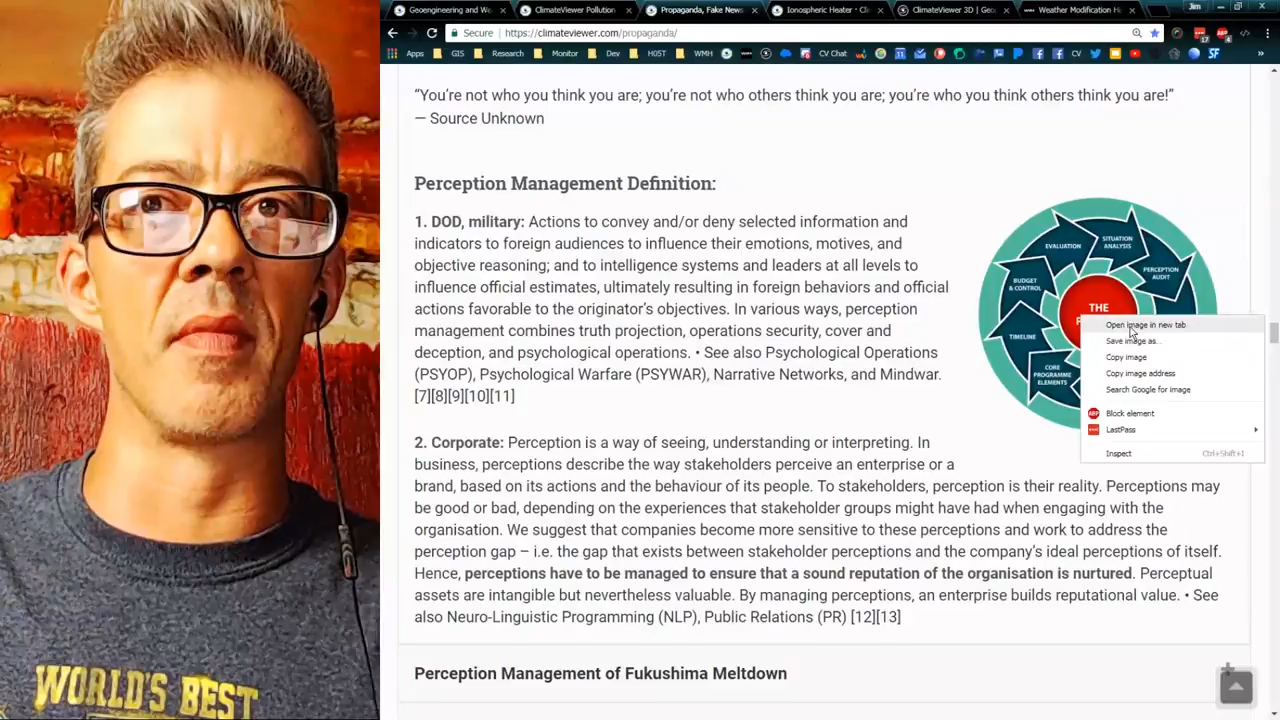 Geoengineering and We
ClimateViewer Pollution
Propaganda, Fake News
Ionospheric Heater - Cli
ClimateViewer 3D | Geo
Weather Modification Hi
Jim
Secure
https://climateviewer.com/propaganda/
Apps
GIS
Research
Monitor
Dev
H05T
WMH
CV Chat
CV
“You’re not who you think you are; you’re not who others think you are; you’re who you think others think you are!”
— Source Unknown
Perception Management Definition:
1. DOD, military: Actions to convey and/or deny selected information and
indicators to foreign audiences to influence their emotions, motives, and
objective reasoning; and to intelligence systems and leaders at all levels to
influence official estimates, ultimately resulting in foreign behaviors and official
actions favorable to the originator’s objectives. In various ways, perception
management combines truth projection, operations security, cover and
deception, and psychological operations. • See also Psychological Operations
(PSYOP), Psychological Warfare (PSYWAR), Narrative Networks, and Mindwar.
[7][8][9][10][11]
EVALUATION
SITUATION
ANALYSIS
BUDGET
& CONTROL
PERCEPTION
AUDIT
THE
TIMELINE
CORE
PROGRAMME
ELEMENTS
Open image in new tab
Save image as...
Copy image
Copy image address
Search Google for image
ABP
Block element
LastPass
Inspect
Ctrl+Shift+I
2. Corporate: Perception is a way of seeing, understanding or interpreting. In
business, perceptions describe the way stakeholders perceive an enterprise or a
brand, based on its actions and the behaviour of its people. To stakeholders, perception is their reality. Perceptions may
be good or bad, depending on the experiences that stakeholder groups might have had when engaging with the
organisation. We suggest that companies become more sensitive to these perceptions and work to address the
perception gap – i.e. the gap that exists between stakeholder perceptions and the company’s ideal perceptions of itself.
Hence, perceptions have to be managed to ensure that a sound reputation of the organisation is nurtured. Perceptual
assets are intangible but nevertheless valuable. By managing perceptions, an enterprise builds reputational value. • See
also Neuro-Linguistic Programming (NLP), Public Relations (PR) [12][13]
Perception Management of Fukushima Meltdown
WORLD'S BEST